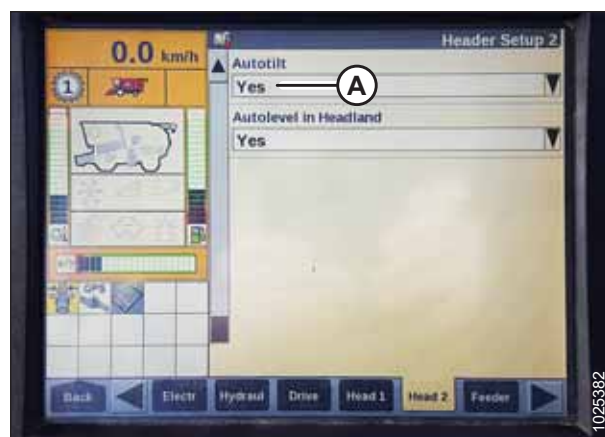 0.0 km/h
Header Setup 2
Autotilt
Yes
A
1
Autolevel in Headland
Yes
Back
Electr
Hydraul
Drive
Head 1
Head 2
Feeder
1025382